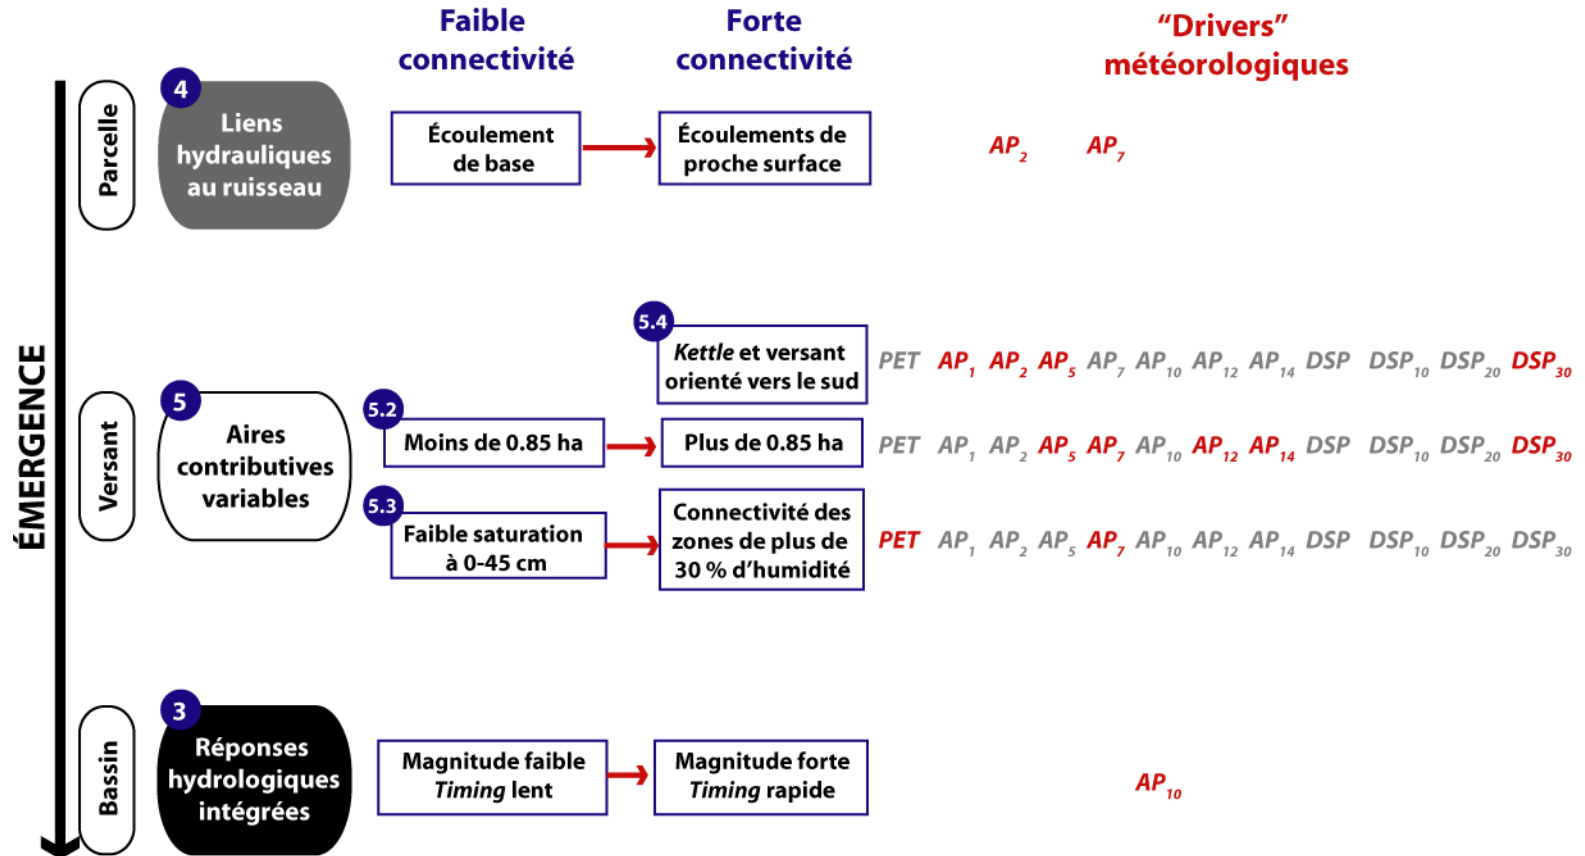 Faible
connectivité
Forte
connectivité
“Drivers”
météorologiques
ÉMERGENCE
Parcelle
4
Liens
hydrauliques
au ruisseau
Écoulement
de base
Écoulements de
proche surface
AP2 AP7
Versant
5
Aires
contributives
variables
5.4
Kettle et versant
orienté vers le sud
PET AP1 AP2 AP5 AP7 AP10 AP12 AP14 DSP DSP10 DSP20 DSP30
5.2
Moins de 0.85 ha
Plus de 0.85 ha
PET AP1 AP2 AP5 AP7 AP10 AP12 AP14 DSP DSP10 DSP20 DSP30
5.3
Faible saturation
à 0-45 cm
Connectivité des
zones de plus de
30 % d’humidité
PET AP1 AP2 AP5 AP7 AP10 AP12 AP14 DSP DSP10 DSP20 DSP30
Bassin
3
Réponses
hydrologiques
intégrées
Magnitude faible
Timing lent
Magnitude forte
Timing rapide
AP10